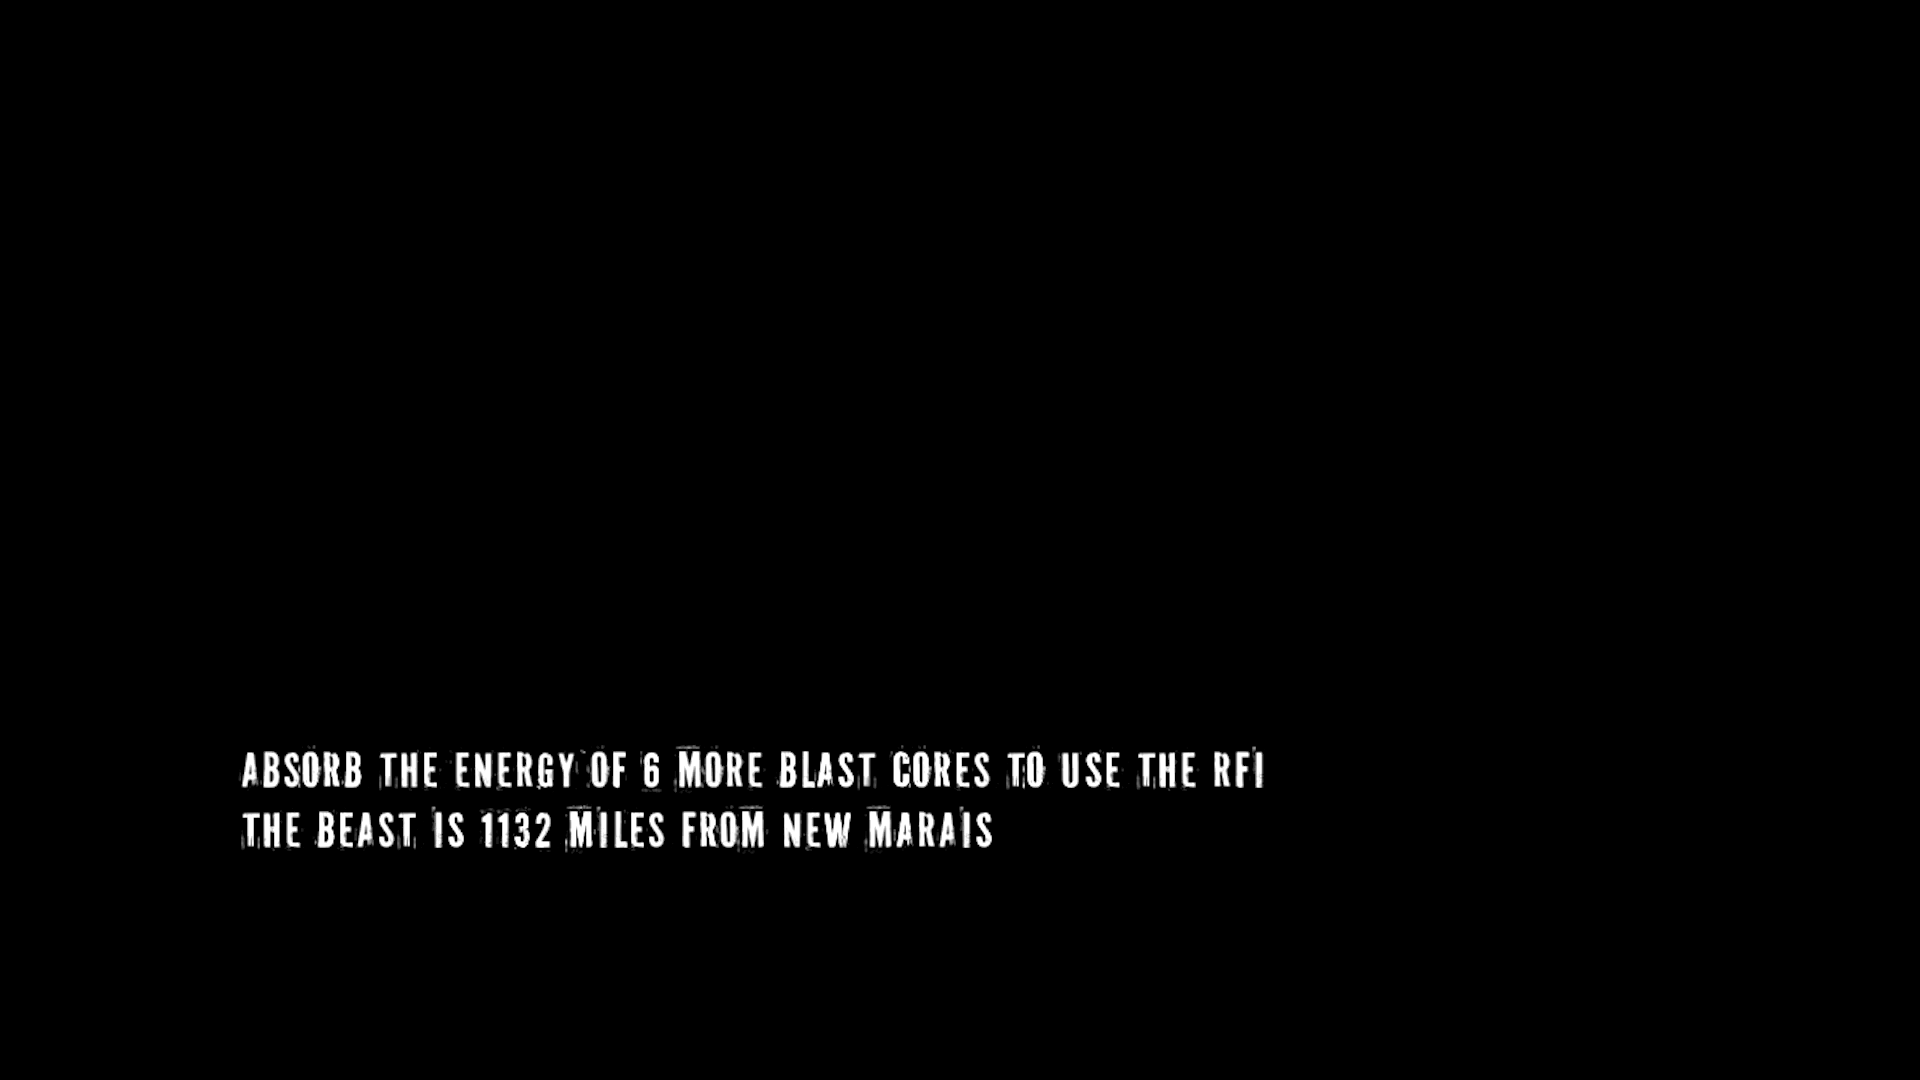 ABSORB THE ENERGY OF 6 MORE BLAST CORES TO USE THE RFI
THE BEAST IS 1132 MILES FROM NEW MARAIS